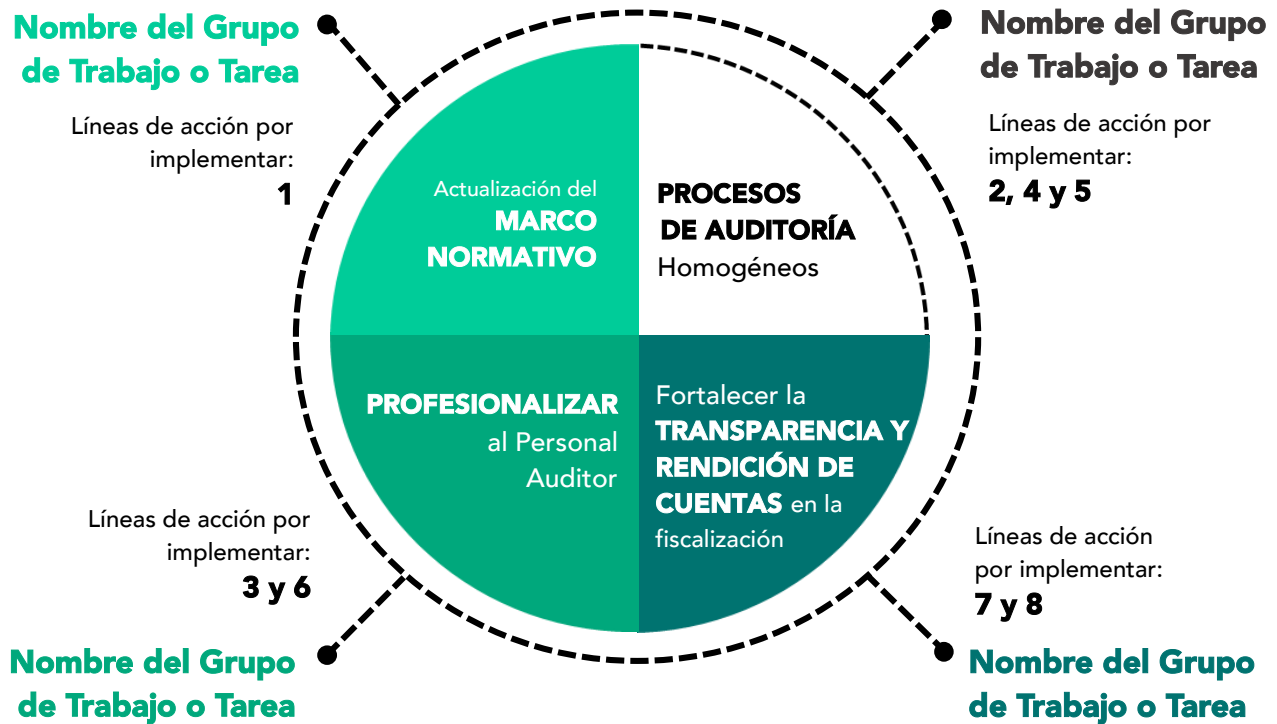 Nombre del Grupo
de Trabajo o Tarea
Líneas de acción por
implementar:
1
Nombre del Grupo
de Trabajo o Tarea
Líneas de acción por
implementar:
2, 4 y 5
Actualización del
MARCO
NORMATIVO
PROCESOS
DE AUDITORÍA
Homogéneos
PROFESIONALIZAR
al Personal
Auditor
Fortalecer la
TRANSPARENCIA Y
RENDICIÓN DE
CUENTAS en la
fiscalización
Líneas de acción por
implementar:
3 y 6
Nombre del Grupo
de Trabajo o Tarea
Líneas de acción
por implementar:
7 y 8
Nombre del Grupo
de Trabajo o Tarea